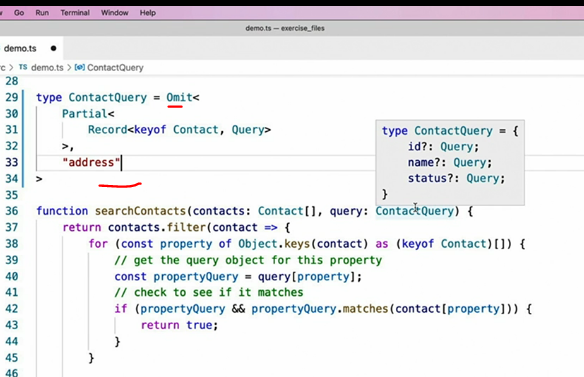 Go Run Terminal Window Help
demo.ts — exercise_files
demo.ts
demo.ts > ContactQuery
28
29 type ContactQuery = Omit<
30 Partial<
31 Record<keyof Contact, Query>
32 >,
33 "address"
34 >
35
type ContactQuery = {
id?: Query;
name?: Query;
status?: Query;
}
36 function searchContacts(contacts: Contact[], query: ContactQuery) {
37 return contacts.filter(contact => {
38 for (const property of Object.keys(contact) as (keyof Contact)[]) {
39 // get the query object for this property
40 const propertyQuery = query[property];
41 // check to see if it matches
42 if (propertyQuery && propertyQuery.matches(contact[property])) {
43 return true;
44 }
45 }
46